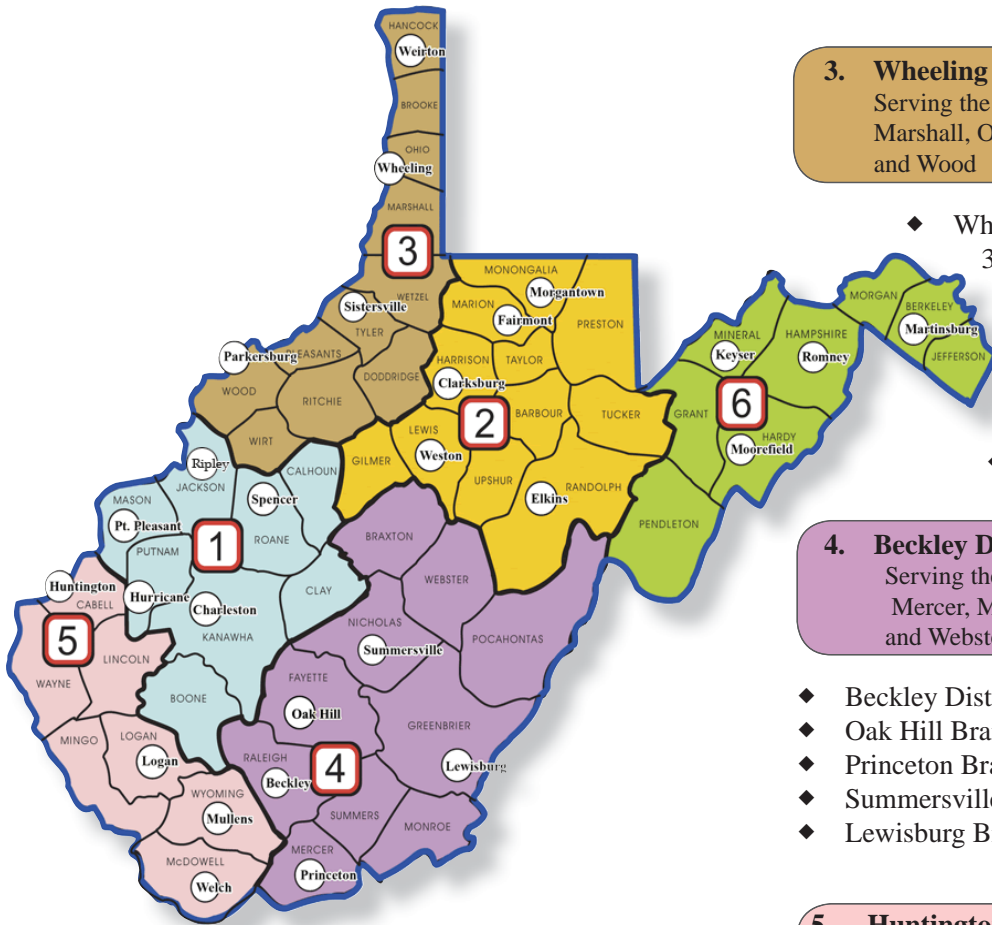 HANCOCK
Weirton
BROOKE
OHIO
Wheeling
MARSHALL
3
WETZEL
Sistersville
TYLER
Parkersburg
PLEASANTS
DODDRIDGE
WOOD
RITCHIE
WIRT
MONONGALIA
Morgantown
MARION
Fairmont
PRESTON
HARRISON
TAYLOR
Clarksburg
2
BARBOUR
TUCKER
LEWIS
Weston
GILMER
UPSHUR
RANDOLPH
Elkins
MORGAN
BERKELEY
Martinsburg
JEFFERSON
MINERAL
Keyser
HAMPSHIRE
Romney
6
GRANT
HARDY
Moorefield
PENDLETON
Ripley
JACKSON
CALHOUN
Spencer
MASON
Pt. Pleasant
1
ROANE
PUTNAM
Hurricane
Charleston
CLAY
KANAWHA
BOONE
Huntington
CABELL
5
LINCOLN
WAYNE
MINGO
LOGAN
Logan
WYOMING
Mullens
McDOWELL
Welch
BRAXTON
WEBSTER
NICHOLAS
Summersville
POCAHONTAS
FAYETTE
Oak Hill
GREENBRIER
RALEIGH
4
Beckley
Lewisburg
SUMMERS
MONROE
MERCER
Princeton
3. Wheeling
Serving the
Marshall, O
and Wood
◆ Wh
3
◆
4. Beckley D
Serving the
Mercer, M
and Webste
◆ Beckley Dist
◆ Oak Hill Bra
◆ Princeton Bra
◆ Summersville
◆ Lewisburg B
5. Huntingto